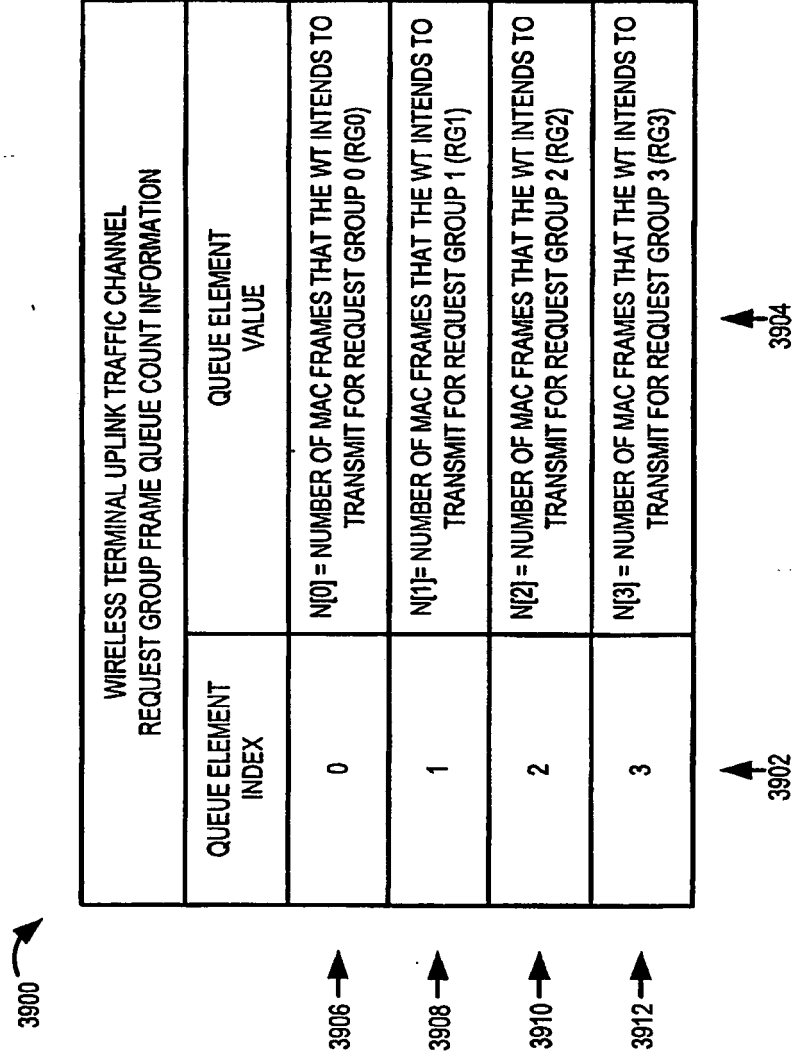 3900
WIRELESS TERMINAL UPLINK TRAFFIC CHANNEL
REQUEST GROUP FRAME QUEUE COUNT INFORMATION
QUEUE ELEMENT
INDEX
QUEUE ELEMENT
VALUE
3906
0
N[0] = NUMBER OF MAC FRAMES THAT THE WT INTENDS TO
TRANSMIT FOR REQUEST GROUP 0 (RG0)
3908
1
N[1]= NUMBER OF MAC FRAMES THAT THE WT INTENDS TO
TRANSMIT FOR REQUEST GROUP 1 (RG1)
3910
2
N[2] = NUMBER OF MAC FRAMES THAT THE WT INTENDS TO
TRANSMIT FOR REQUEST GROUP 2 (RG2)
3912
3
N[3] = NUMBER OF MAC FRAMES THAT THE WT INTENDS TO
TRANSMIT FOR REQUEST GROUP 3 (RG3)
3902
3904